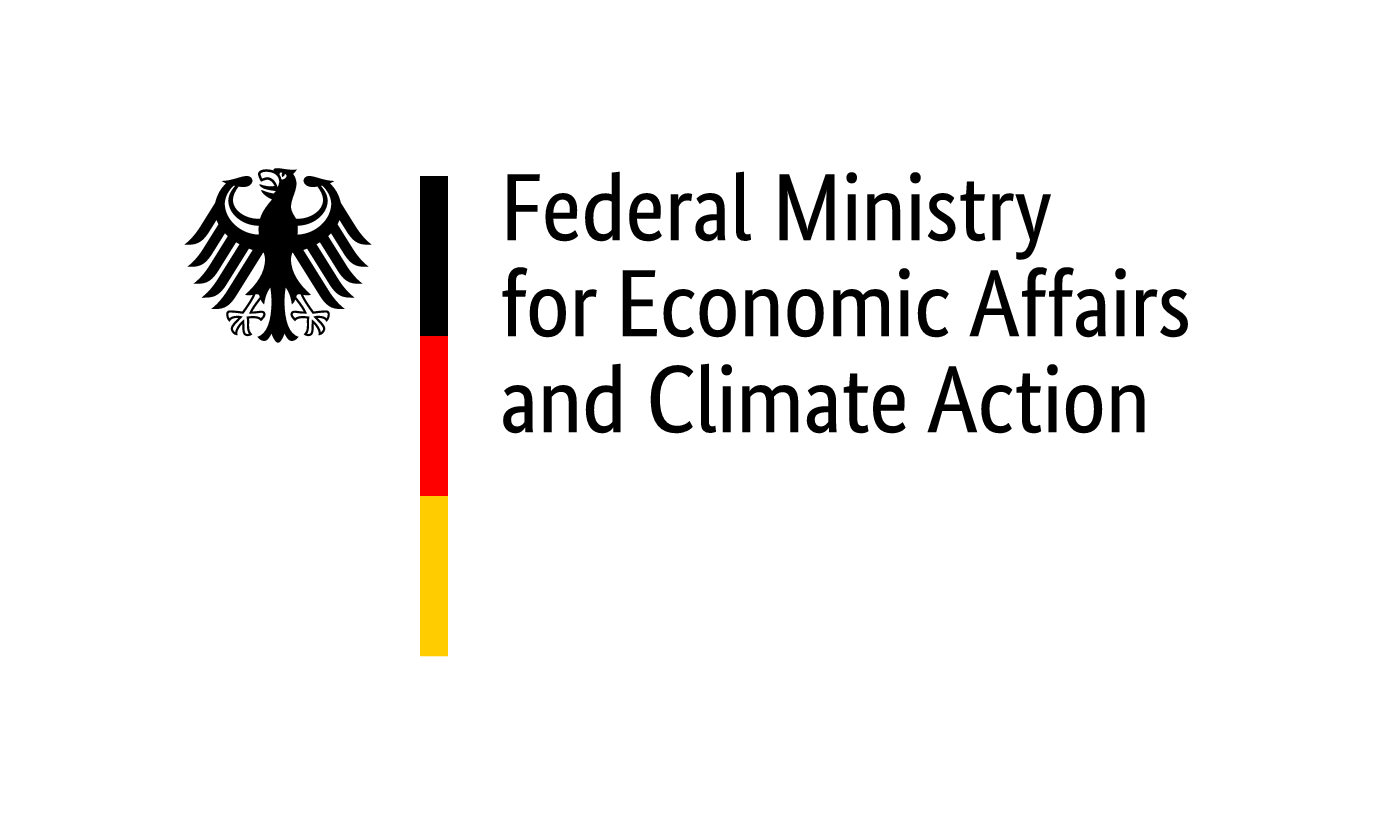 Federal Ministry
for Economic Affairs
and Climate Action